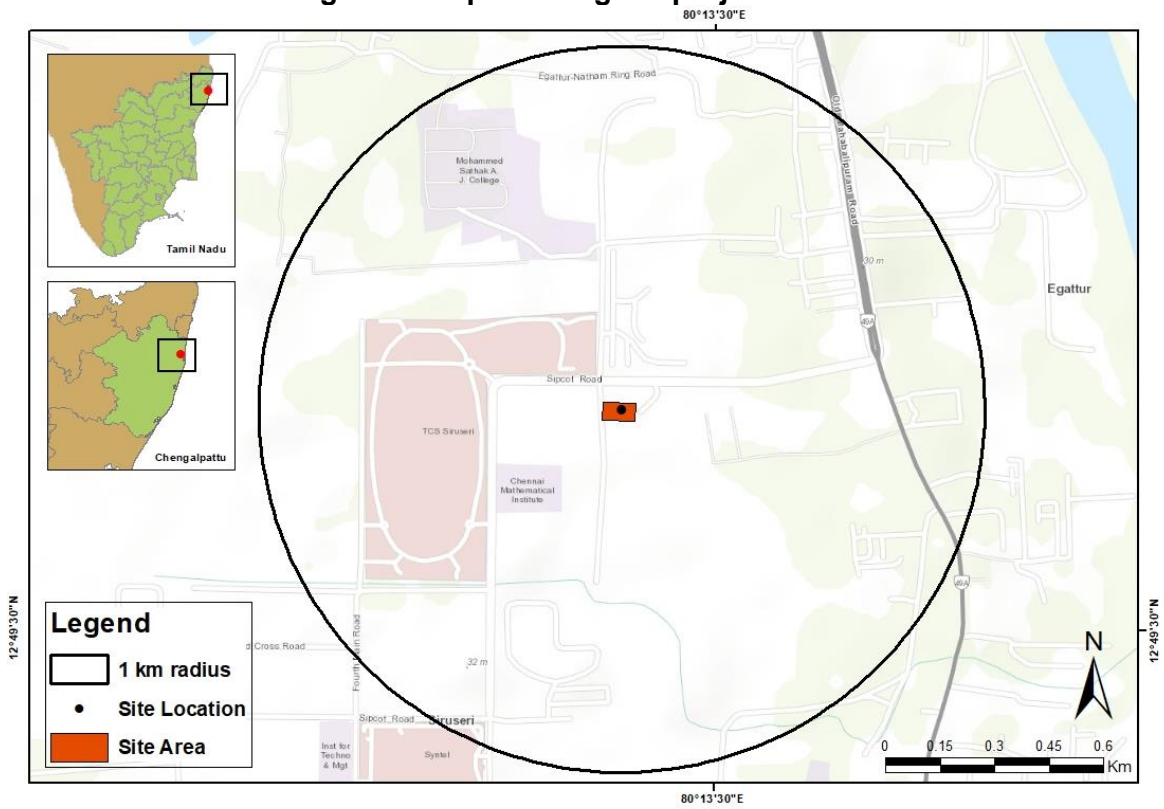 80°13'30"E
Egattur-Natham Ring Road
Mohammed
Sathak A.
J. College
Tamil Nadu
30 m
49A
Egattur
Sipcot Road
TCS Siruseri
Chengalpattu
Chennai
Mathematical
Institute
49A
12°49'30"N
12°49'30"N
Legend
1 km radius
Site Location
Site Area
d Cross Road
Fourth Main Road
32 m
Sipcot Road
Siruseri
Inst for
Techno
& Mgt
Syntel
N
0 0.15 0.3 0.45 0.6
Km
80°13'30"E